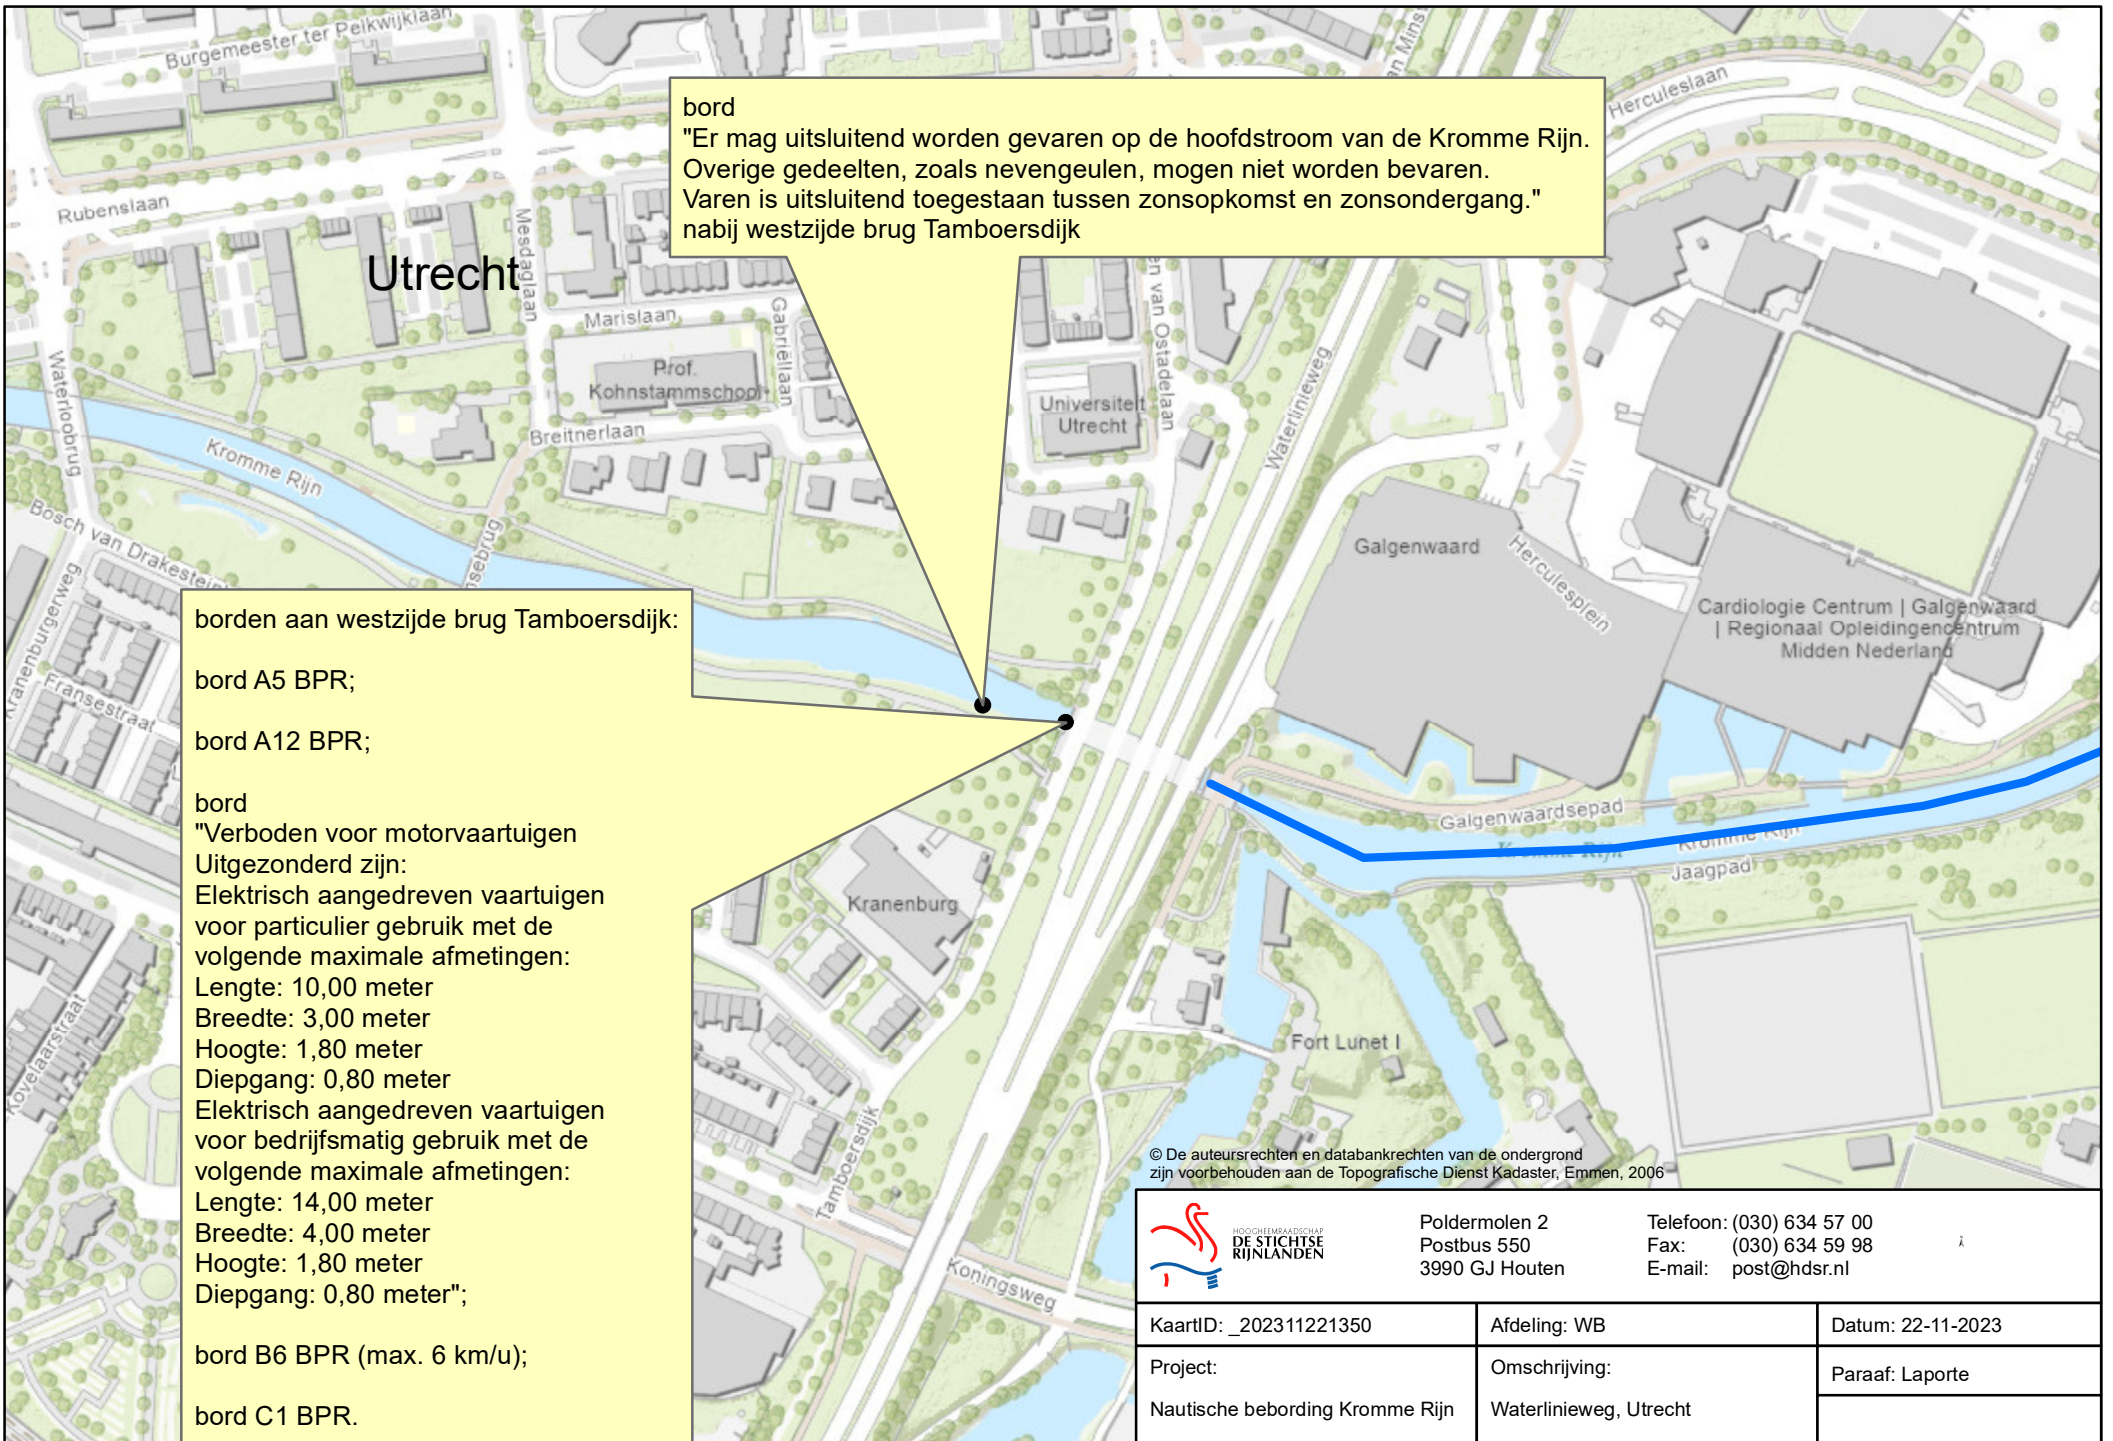 Burgemeester ter Pelkwijklaan
Herculeslaan
bord
"Er mag uitsluitend worden gevaren op de hoofdstroom van de Kromme Rijn.
Overige gedeelten, zoals nevengeulen, mogen niet worden bevaren.
Varen is uitsluitend toegestaan tussen zonsopkomst en zonsondergang."
nabij westzijde brug Tamboersdijk
Rubenslaan
Mesdaglaan
Utrecht
Marislaan
Gabriëllaan
van Ostadelaan
Waterlinieweg
Waterloobrug
Prof.
Kohnstammschool
Universiteit
Utrecht
Breitnerlaan
Kromme Rijn
Bosch van Drakestein
Galgenwaard
Herculesplein
Cardiologie Centrum | Galgenwaard
| Regionaal Opleidingencentrum
Midden Nederland
Kranenburgerweg
Fransestraat
borden aan westzijde brug Tamboersdijk:
bord A5 BPR;
bord A12 BPR;
bord
"Verboden voor motorvaartuigen
Uitgezonderd zijn:
Elektrisch aangedreven vaartuigen
voor particulier gebruik met de
volgende maximale afmetingen:
Lengte: 10,00 meter
Breedte: 3,00 meter
Hoogte: 1,80 meter
Diepgang: 0,80 meter
Elektrisch aangedreven vaartuigen
voor bedrijfsmatig gebruik met de
volgende maximale afmetingen:
Lengte: 14,00 meter
Breedte: 4,00 meter
Hoogte: 1,80 meter
Diepgang: 0,80 meter";
bord B6 BPR (max. 6 km/u);
bord C1 BPR.
Galgenwaardsepad
Kromme Rijn
Kromme Rijn
Jaagpad
Kranenburg
Fort Lunet I
Kovelaarstraat
Tamboersdijk
Koningsweg
© De auteursrechten en databankrechten van de ondergrond
zijn voorbehouden aan de Topografische Dienst Kadaster, Emmen, 2006
HOOGHEEMRAADSCHAP
DE STICHTSE
RIJNLANDEN
Poldermolen 2
Postbus 550
3990 GJ Houten
Telefoon: (030) 634 57 00
Fax: (030) 634 59 98
E-mail: post@hdsr.nl
KaartID: _202311221350
Afdeling: WB
Datum: 22-11-2023
Project:
Nautische bebording Kromme Rijn
Omschrijving:
Waterlinieweg, Utrecht
Paraaf: Laporte